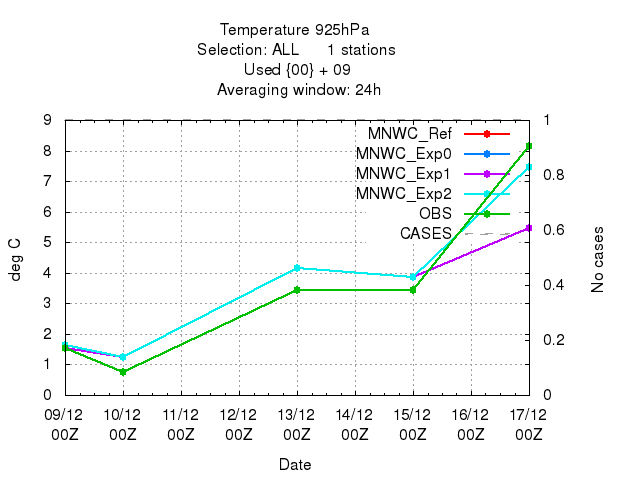 Temperature 925hPa
Selection: ALL 1 stations
Used {00} + 09
Averaging window: 24h
9 1
MNWC_Ref
8 MNWC_Exp0
0.8
7 MNWC_Exp1
MNWC_Exp2
6 OBS
CASES 0.6
5
deg C No cases
4 0.4
3
2 0.2
1
0 0
09/12 10/12 11/12 12/12 13/12 14/12 15/12 16/12 17/12
00Z 00Z 00Z 00Z 00Z 00Z 00Z 00Z 00Z
Date